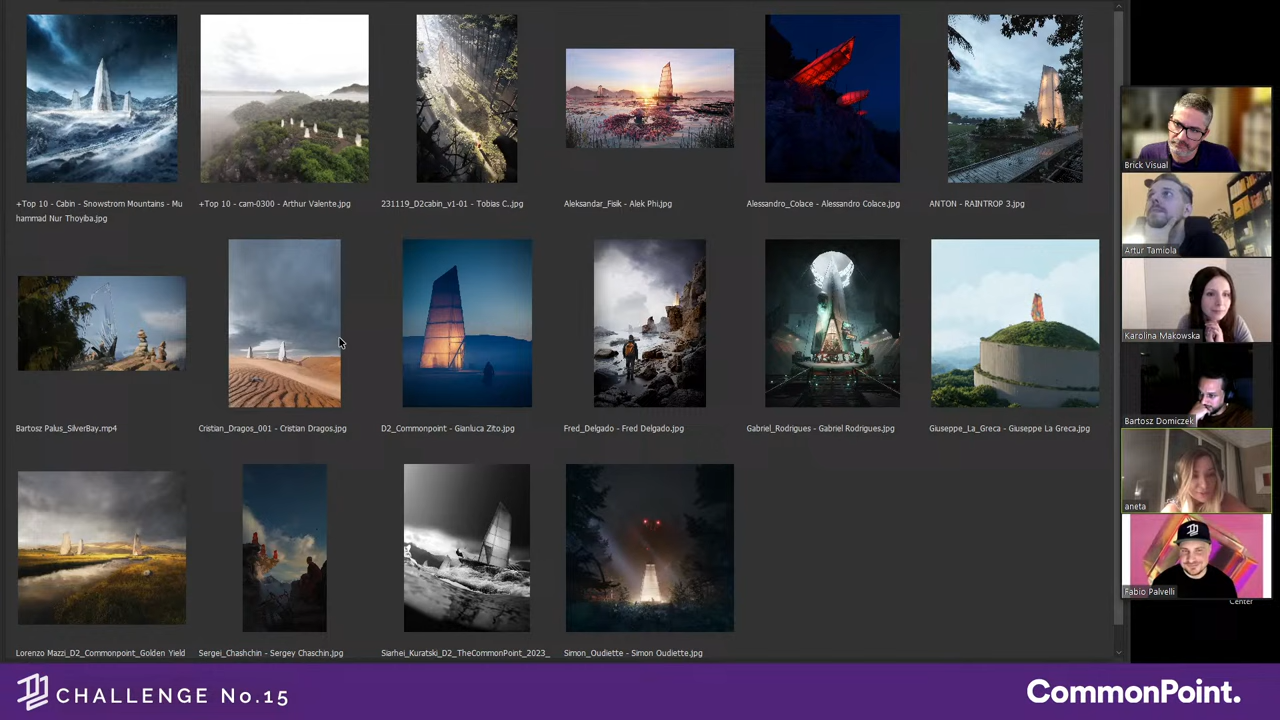 +Top 10 - Cabin - Snowstrom Mountains - Mu
hammad Nur Thoyiba.jpg
+Top 10 - cam-0300 - Arthur Valente.jpg
231119_D2cabin_v1-01 - Tobias C..jpg
Aleksandar_Fisik - Alek Phi.jpg
Alessandro_Colace - Alessandro Colace.jpg
ANTON - RAINTROP 3.jpg
Bartosz Palus_SilverBay.mp4
Cristian_Dragos_001 - Cristian Dragos.jpg
D2_Commonpoint - Gianluca Zito.jpg
Fred_Delgado - Fred Delgado.jpg
Gabriel_Rodrigues - Gabriel Rodrigues.jpg
Giuseppe_La_Greca - Giuseppe La Greca.jpg
Lorenzo Mazzi_D2_Commonpoint_Golden Yield
Sergei_Chashchin - Sergey Chaschin.jpg
Siarhei_Kuratski_D2_TheCommonPoint_2023_
Simon_Oudiette - Simon Oudiette.jpg
Brick Visual
Artur Tamiola
Karolina Makowska
Bartosz Domiczek
aneta
Fabio Palvelli
Center
CHALLENGE No.15
CommonPoint.